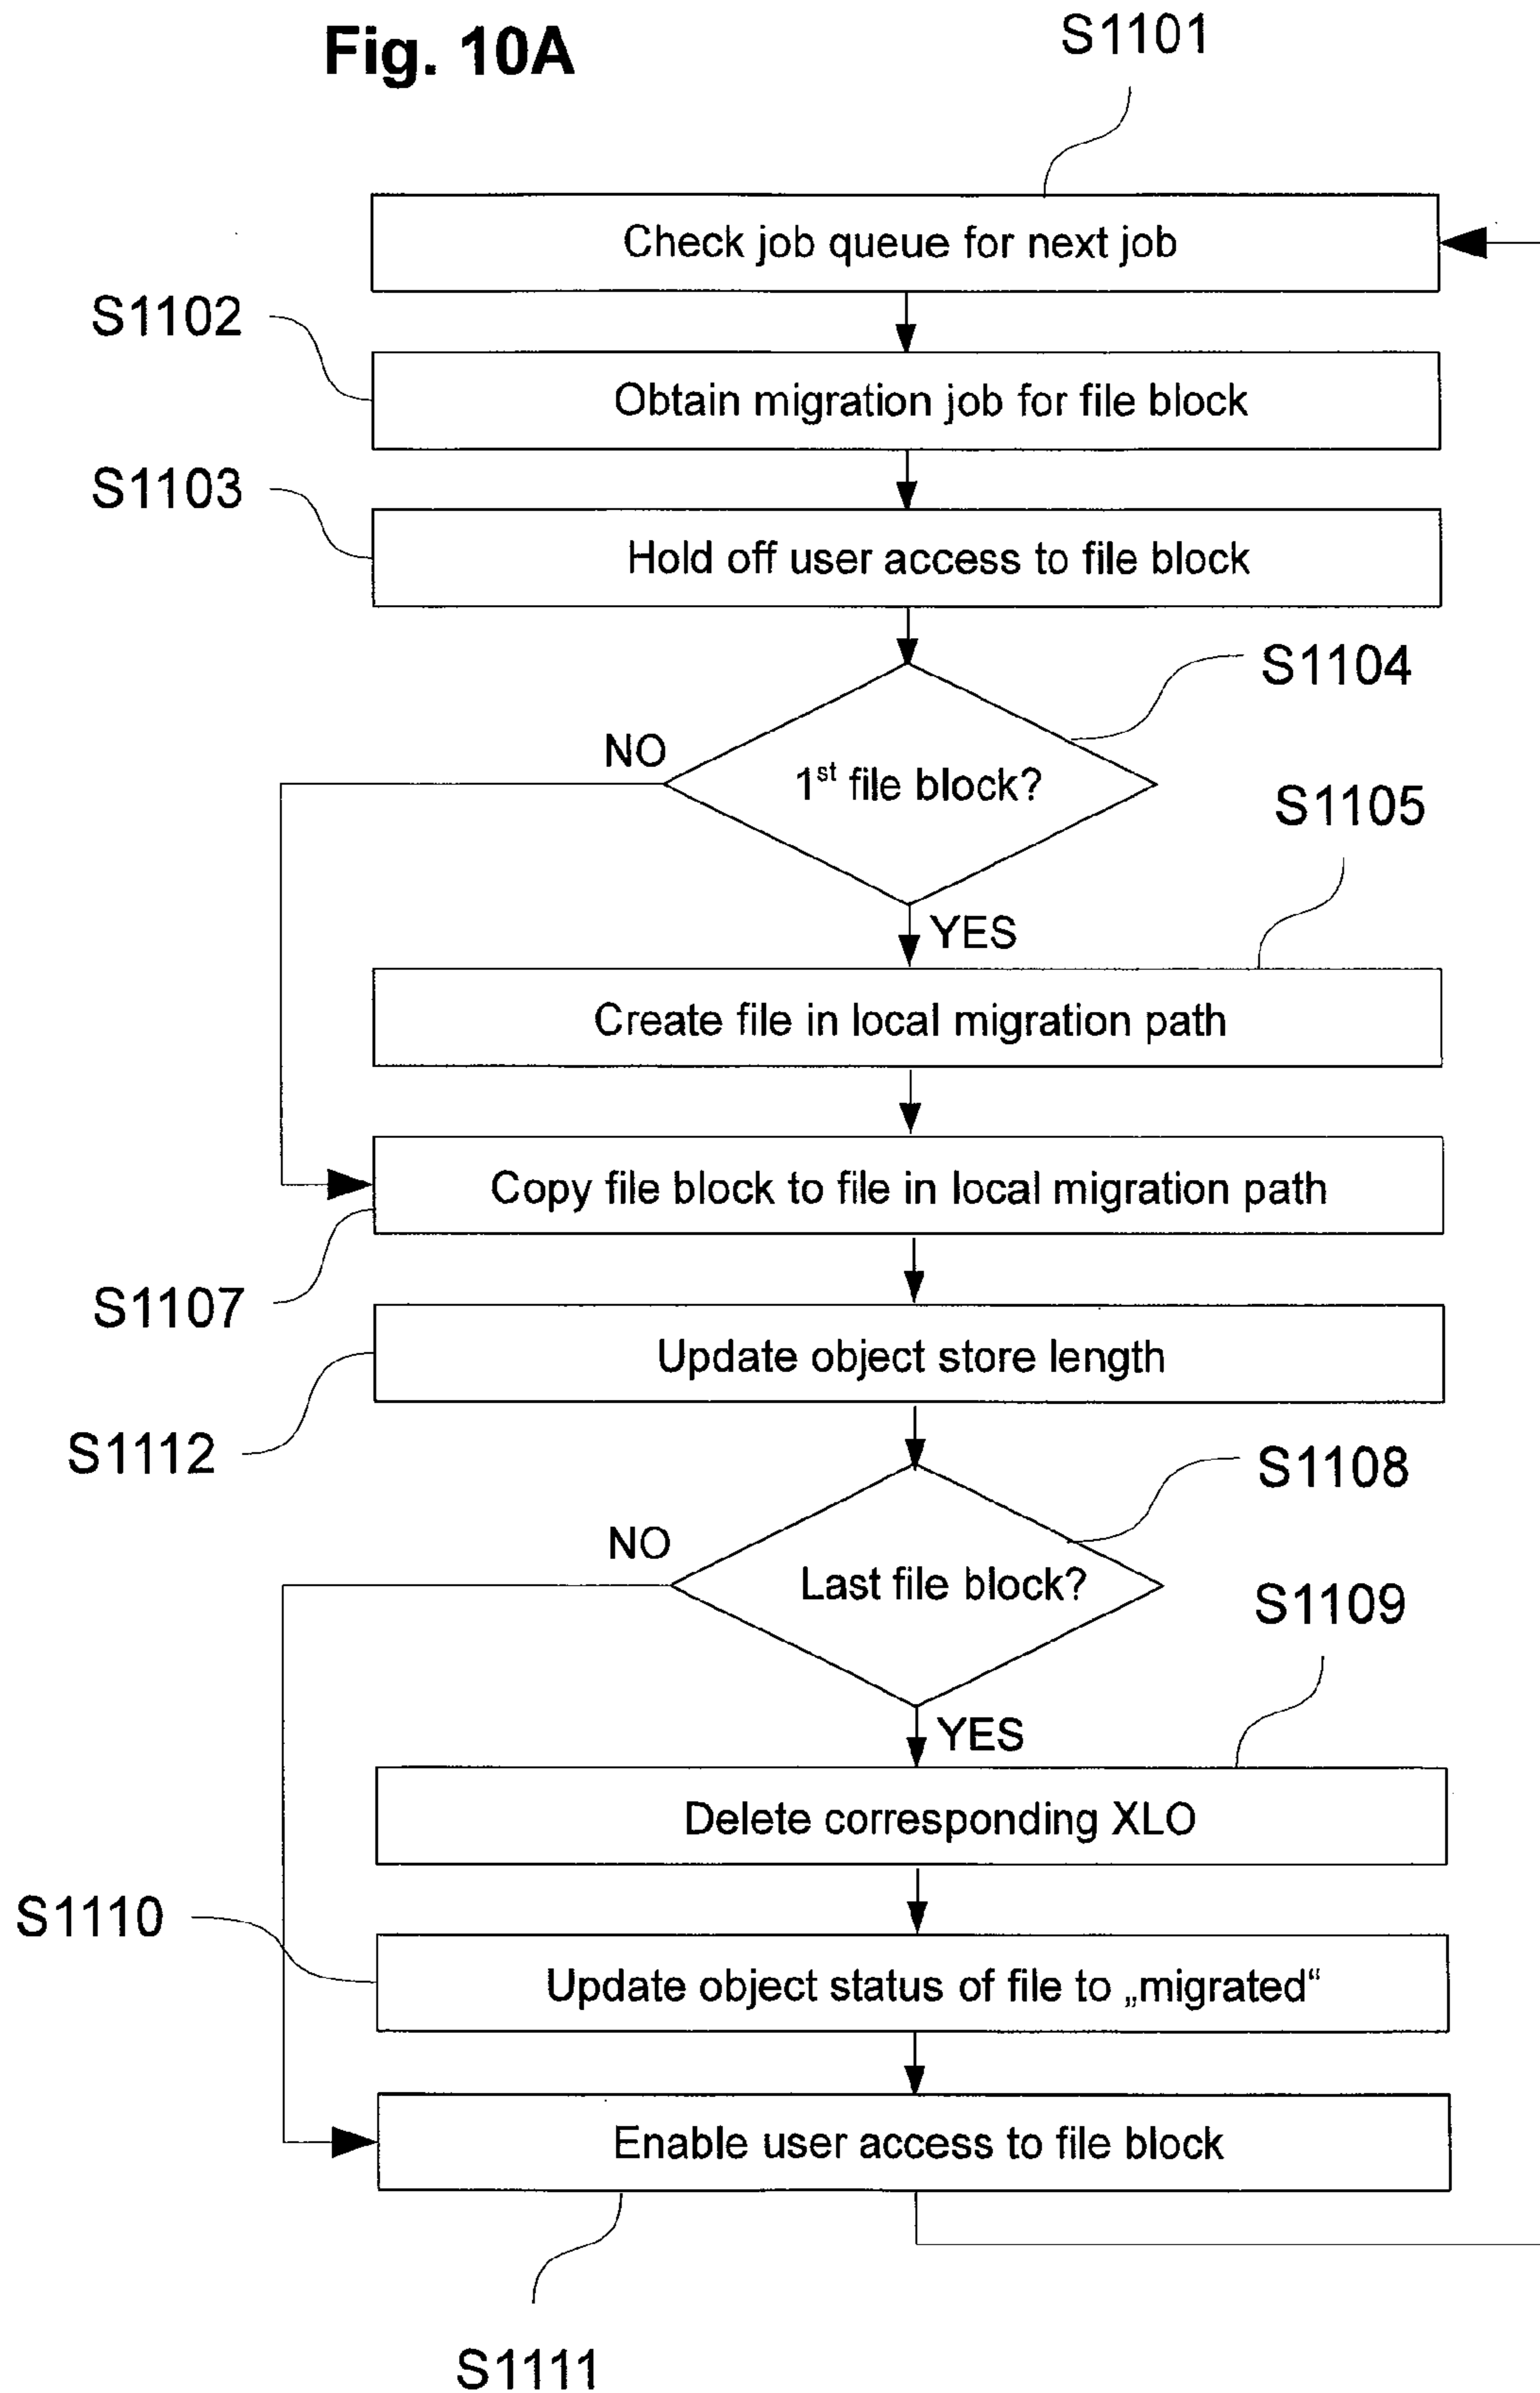 Fig. 10A
S1101
Check job queue for next job
S1102
Obtain migration job for file block
S1103
Hold off user access to file block
S1104
NO
1st file block?
S1105
YES
Create file in local migration path
Copy file block to file in local migration path
S1107
Update object store length
S1112
S1108
NO
Last file block?
S1109
YES
Delete corresponding XLO
S1110
Update object status of file to „migrated“
Enable user access to file block
S1111